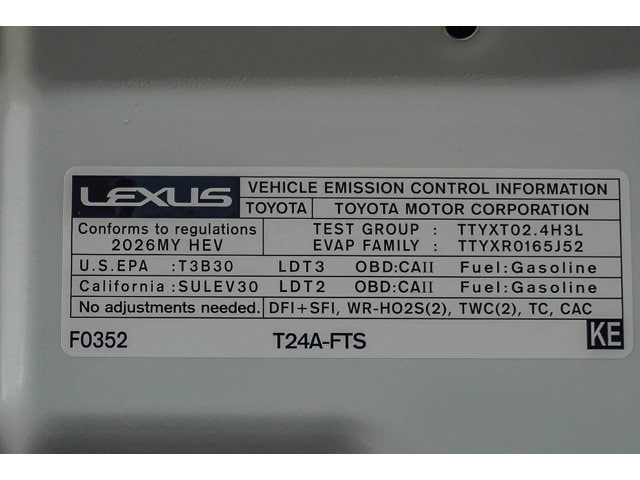 LEXUS VEHICLE EMISSION CONTROL INFORMATION
TOYOTA TOYOTA MOTOR CORPORATION
Conforms to regulations TEST GROUP : TTYXT02.4H3L
2026MY HEV EVAP FAMILY : TTYXR0165J52
U.S.EPA :T3B30 LDT3 OBD:CAII Fuel:Gasoline
California :SULEV30 LDT2 OBD:CAII Fuel:Gasoline
No adjustments needed. DFI+SFI, WR-HO2S(2), TWC(2), TC, CAC
F0352 T24A-FTS KE